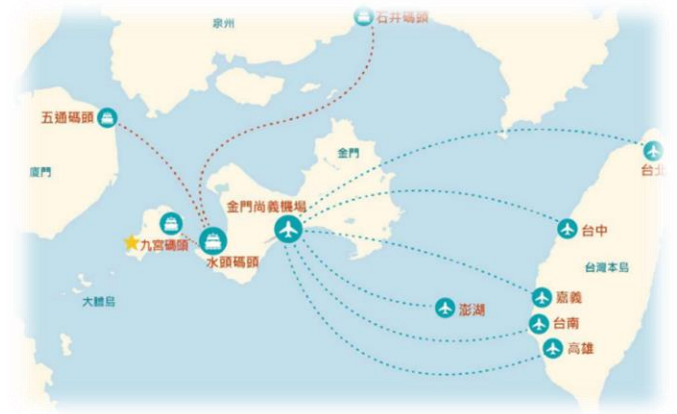 泉州
石井碼頭
五通碼頭
廈門
金門
台北
金門尚義機場
台中
九宮碼頭
水頭碼頭
台灣本島
大膽島
澎湖
嘉義
台南
高雄